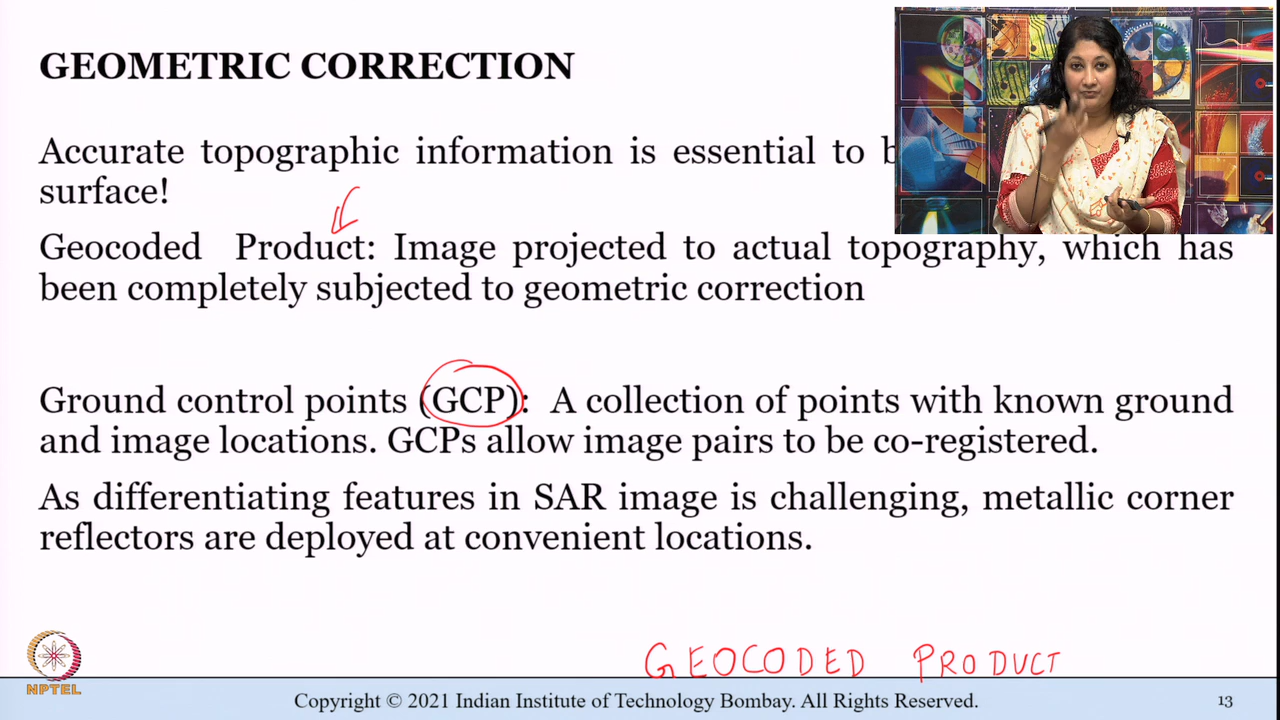 GEOMETRIC CORRECTION
Accurate topographic information is essential to
surface!
Geocoded Product: Image projected to actual topography, which has
been completely subjected to geometric correction
Ground control points (GCP): A collection of points with known ground
and image locations. GCPs allow image pairs to be co-registered.
As differentiating features in SAR image is challenging, metallic corner
reflectors are deployed at convenient locations.
GEOCODED PRODUCT
NPTEL
Copyright © 2021 Indian Institute of Technology Bombay. All Rights Reserved.
13